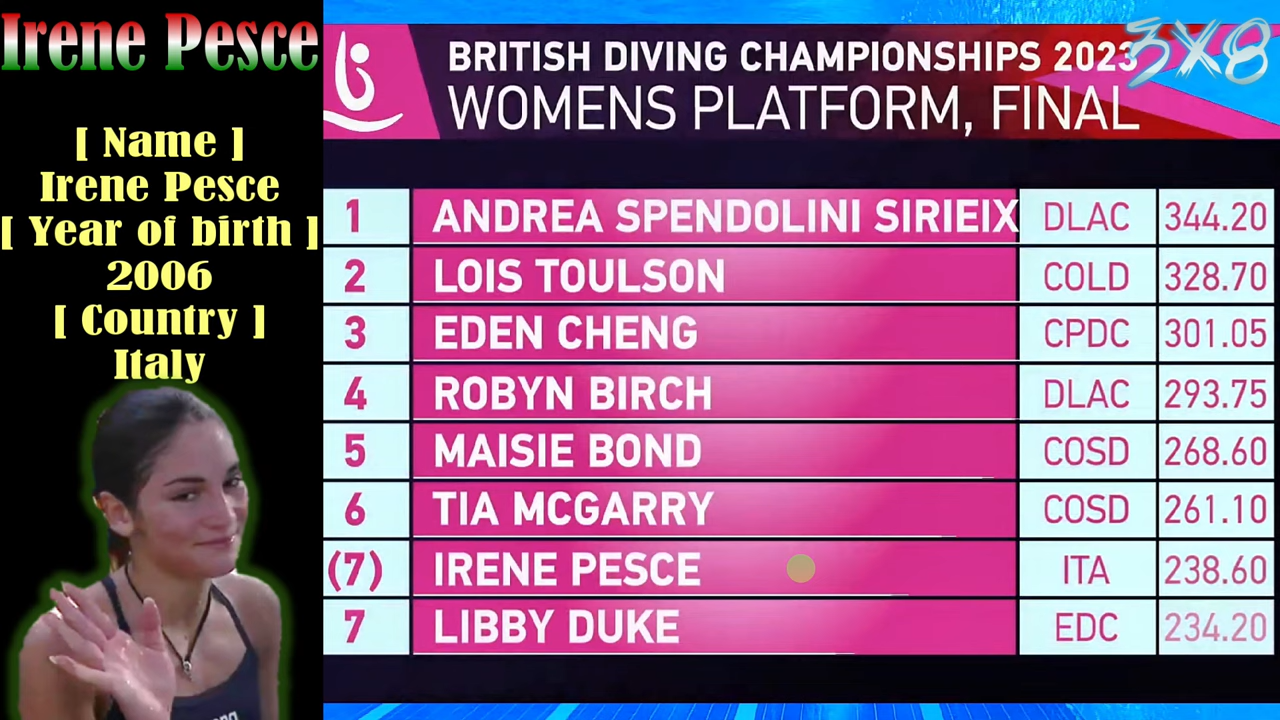 Irene Pesce
[ Name ]
Irene Pesce
[ Year of birth ]
2006
[ Country ]
Italy
3X8
BRITISH DIVING CHAMPIONSHIPS 2023
WOMENS PLATFORM, FINAL
1 ANDREA SPENDOLINI SIRIEIX DLAC 344.20
2 LOIS TOULSON COLD 328.70
3 EDEN CHENG CPDC 301.05
4 ROBYN BIRCH DLAC 293.75
5 MAISIE BOND COSD 268.60
6 TIA MCGARRY COSD 261.10
(7) IRENE PESCE ITA 238.60
7 LIBBY DUKE EDC 234.20